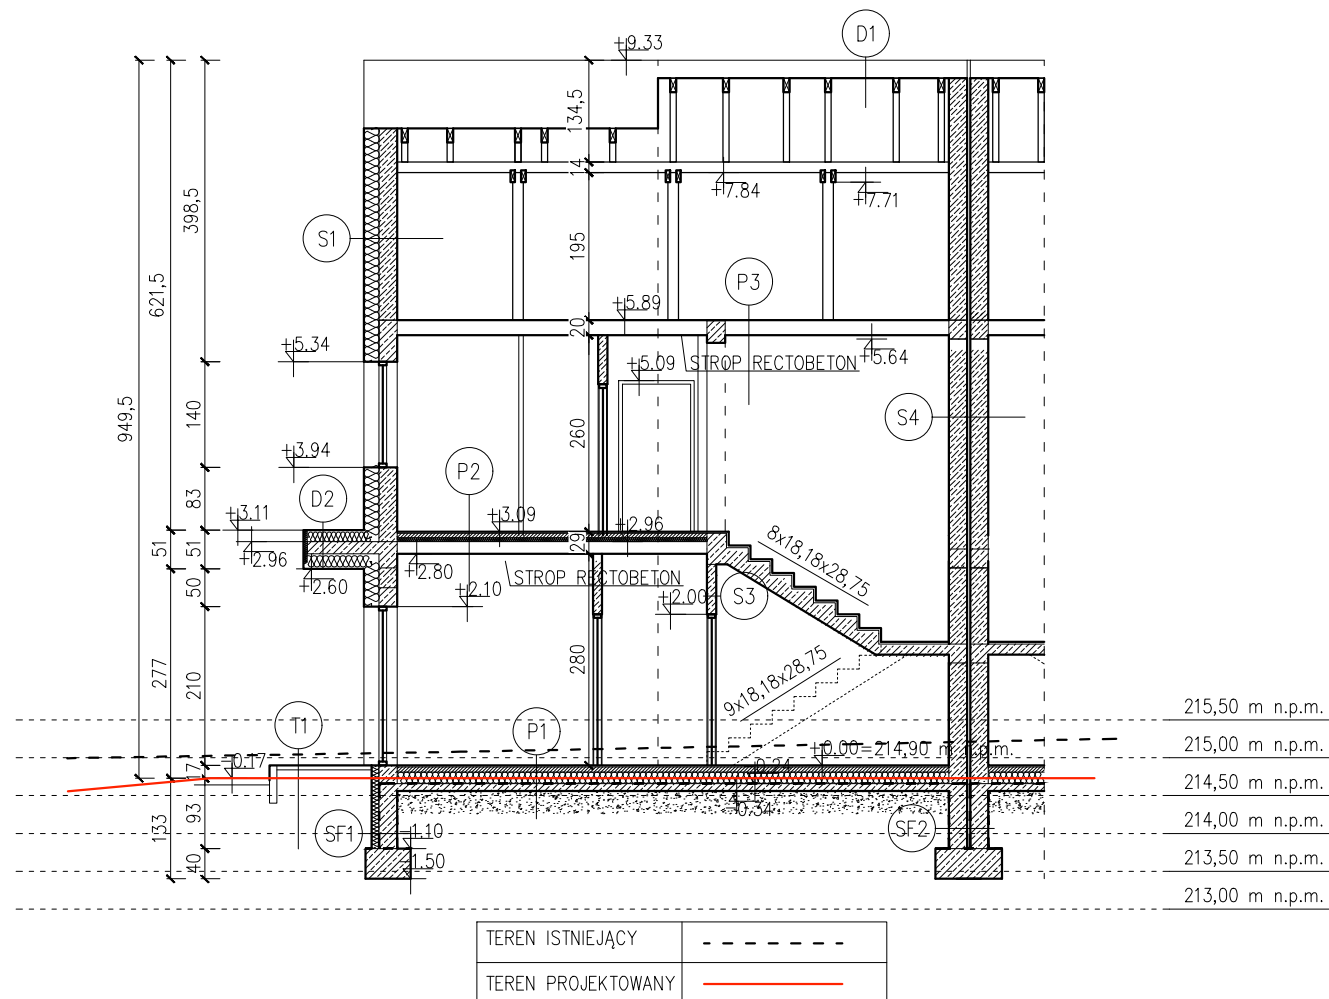 D1
+9.33
134,5
14
+7.84
+7.71
398,5
S1
195
621,5
P3
+5.89
20
+5.34
STROP RECTOBETON
+5.64
+5.09
949,5
140
S4
260
+3.94
P2
83
D2
+3.11
+3.09
+2.96
8x18,18x28,75
51
51
+2.96
29
+2.80
STROP RECTOBETON
+2.60
50
+2.10
+2.00
S3
277
210
280
9x18,18x28,75
215,50 m n.p.m.
T1
P1
+0.00=214,90 m n.p.m.
215,00 m n.p.m.
-0.17
-0.24
17
214,50 m n.p.m.
-0.34
93
133
SF1
-1.10
SF2
214,00 m n.p.m.
40
-1.50
213,50 m n.p.m.
213,00 m n.p.m.
TEREN ISTNIEJĄCY
TEREN PROJEKTOWANY